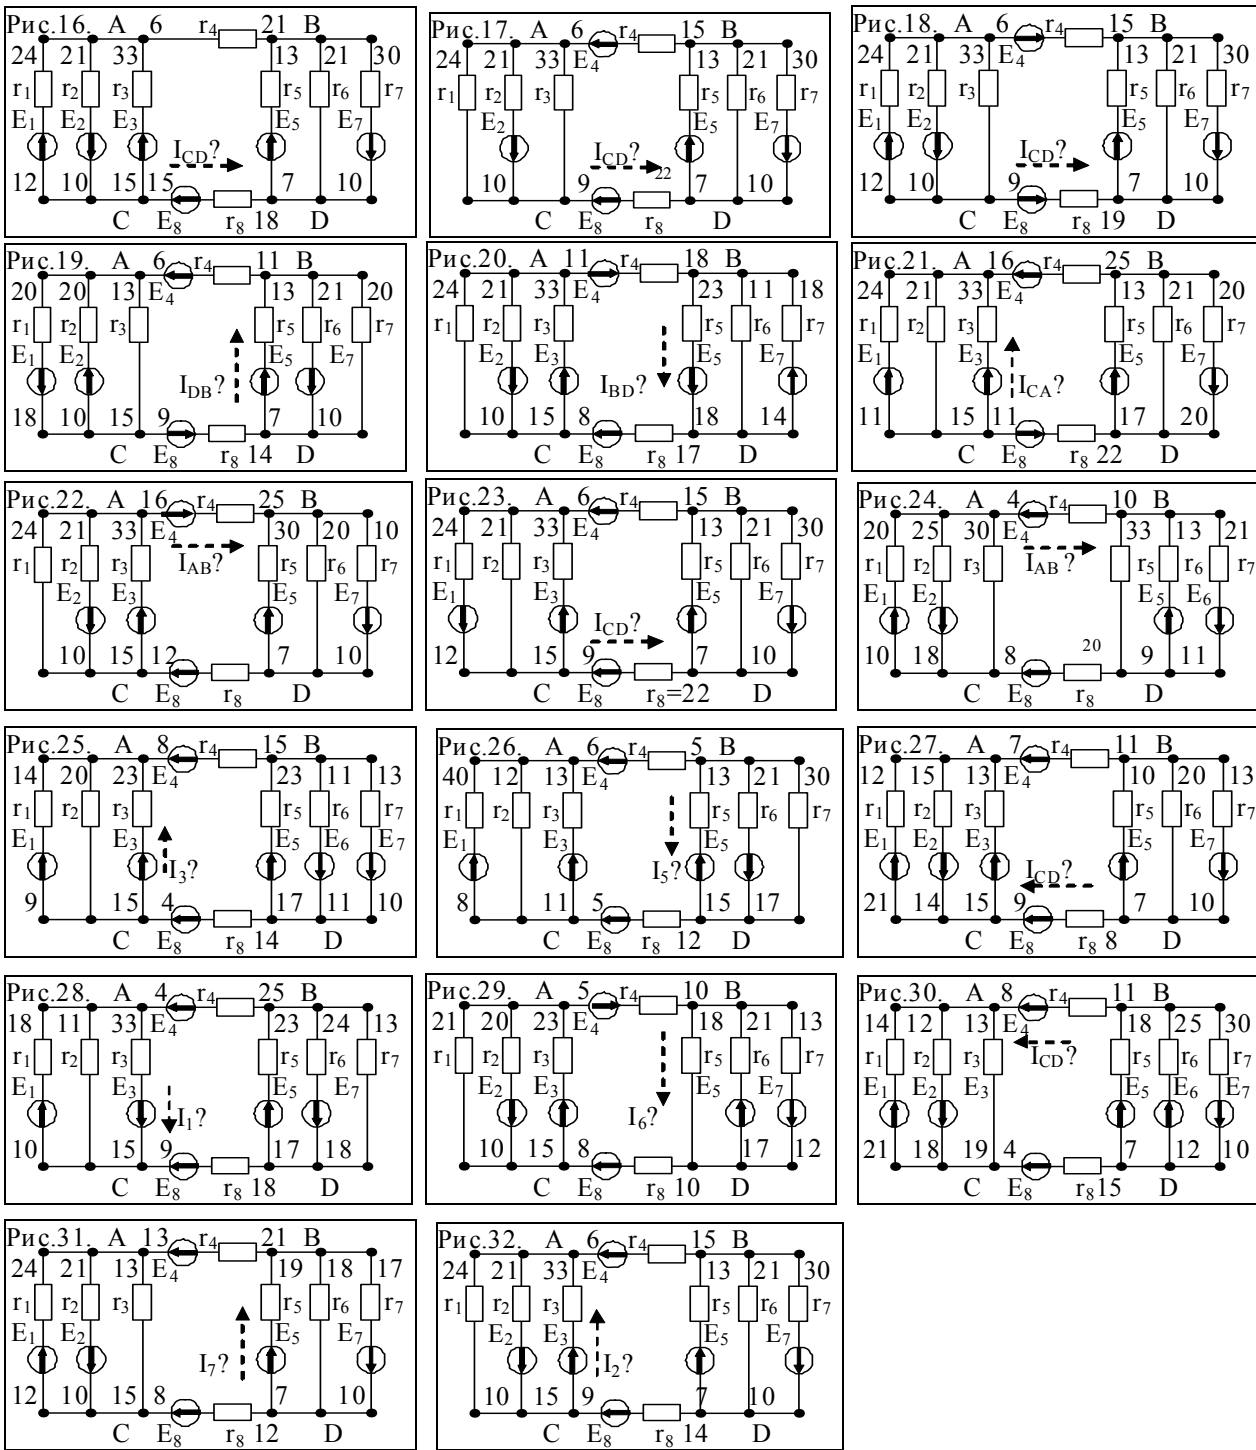 Рис.16. A 6 r₄ 21 B
24 21 33 13 21 30
r₁ r₂ r₃ r₅ r₆ r₇
E₁ E₂ E₃ E₅ E₇
I_CD?
12 10 15 15 7 10
C E₈ r₈ 18 D
Рис.17. A 6 r₄ 15 B
24 21 33 E₄ 13 21 30
r₁ r₂ r₃ r₅ r₆ r₇
E₂ E₅ E₇
I_CD?
10 9 22 7 10
C E₈ r₈ D
Рис.18. A 6 r₄ 15 B
24 21 33 E₄ 13 21 30
r₁ r₂ r₃ r₅ r₆ r₇
E₁ E₂ E₅ E₇
I_CD?
12 10 9 7 10
C E₈ r₈ 19 D
Рис.19. A 6 r₄ 11 B
20 20 13 E₄ 13 21 20
r₁ r₂ r₃ r₅ r₆ r₇
E₁ E₂ E₅ E₇
I_DB?
18 10 15 9 7 10
C E₈ r₈ 14 D
Рис.20. A 11 r₄ 18 B
24 21 33 E₄ 23 11 18
r₁ r₂ r₃ r₅ r₆ r₇
E₂ E₃ E₅ E₇
I_BD?
10 15 8 18 14
C E₈ r₈ 17 D
Рис.21. A 16 r₄ 25 B
24 21 33 E₄ 13 21 20
r₁ r₂ r₃ r₅ r₆ r₇
E₁ E₃ E₅ E₇
I_CA?
11 15 11 17 20
C E₈ r₈ 22 D
Рис.22. A 16 r₄ 25 B
24 21 33 E₄ 30 20 10
I_AB?
r₁ r₂ r₃ r₅ r₆ r₇
E₂ E₃ E₅ E₇
10 15 12 7 10
C E₈ r₈ D
Рис.23. A 6 r₄ 15 B
24 21 33 E₄ 13 21 30
r₁ r₂ r₃ r₅ r₆ r₇
E₁ E₃ E₅ E₇
I_CD?
12 15 9 7 10
C E₈ r₈=22 D
Рис.24. A 4 r₄ 10 B
20 25 30 E₄ 33 13 21
I_AB?
r₁ r₂ r₃ r₅ r₆ r₇
E₁ E₂ E₅ E₆
10 18 8 20 9 11
C E₈ r₈ D
Рис.25. A 8 r₄ 15 B
14 20 23 E₄ 23 11 13
r₁ r₂ r₃ r₅ r₆ r₇
E₁ E₃ E₅ E₆ E₇
I₃?
9 15 4 17 11 10
C E₈ r₈ 14 D
Рис.26. A 6 r₄ 5 B
40 12 13 E₄ 13 21 30
r₁ r₂ r₃ r₅ r₆ r₇
E₁ E₃ E₅ E₆
I₅?
8 11 5 15 17
C E₈ r₈ 12 D
Рис.27. A 7 r₄ 11 B
12 15 13 E₄ 10 20 13
r₁ r₂ r₃ r₅ r₆ r₇
E₁ E₂ E₃ E₅ E₇
I_CD?
21 14 15 9 7 10
C E₈ r₈ 8 D
Рис.28. A 4 r₄ 25 B
18 11 33 E₄ 23 24 13
r₁ r₂ r₃ r₅ r₆ r₇
E₁ E₃ E₅ E₇
I₁?
10 15 9 17 18
C E₈ r₈ 18 D
Рис.29. A 5 r₄ 10 B
21 20 23 E₄ 18 21 13
r₁ r₂ r₃ r₅ r₆ r₇
E₂ E₃ E₅ E₇
I₆?
10 15 8 17 12
C E₈ r₈ 10 D
Рис.30. A 8 r₄ 11 B
14 12 13 E₄ 18 25 30
I_CD?
r₁ r₂ r₃ r₅ r₆ r₇
E₁ E₂ E₃ E₅ E₆ E₇
21 18 19 4 7 12 10
C E₈ r₈15 D
Рис.31. A 13 r₄ 21 B
24 21 13 E₄ 19 18 17
r₁ r₂ r₃ r₅ r₆ r₇
E₁ E₂ E₅ E₇
I₇?
12 10 15 8 7 10
C E₈ r₈ 12 D
Рис.32. A 6 r₄ 15 B
24 21 33 E₄ 13 21 30
r₁ r₂ r₃ r₅ r₆ r₇
E₂ E₃ E₅ E₇
I₂?
10 15 9 7 10
C E₈ r₈ 14 D